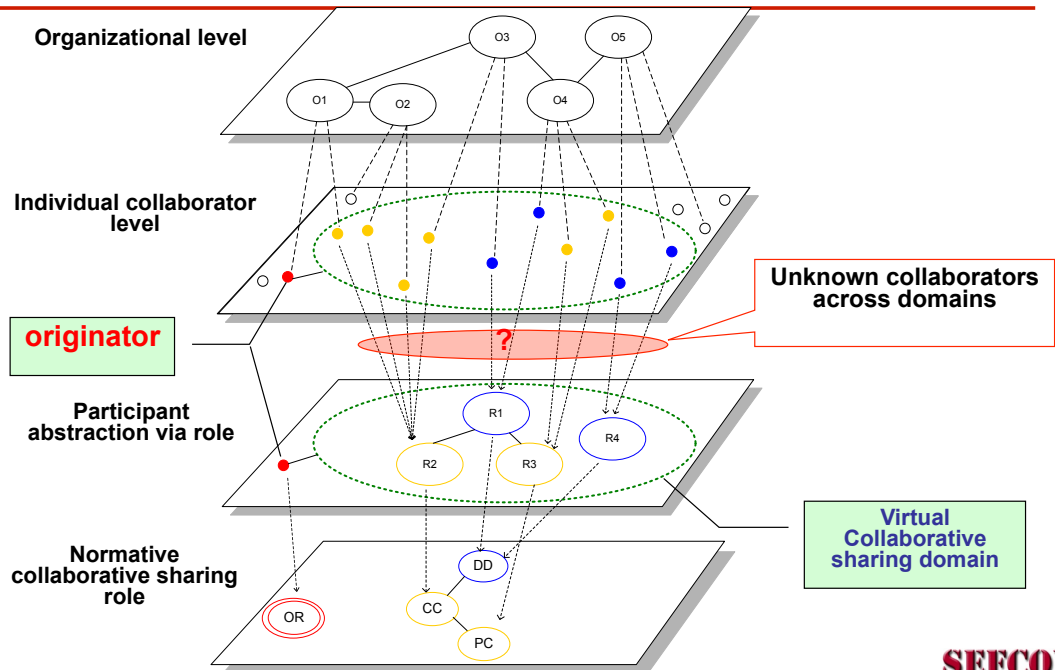 Organizational level
O3
O5
O1
O2
O4
Individual collaborator
level
Unknown collaborators
across domains
originator
?
Participant
abstraction via role
R1
R4
R2
R3
Virtual
Collaborative
sharing domain
Normative
collaborative sharing
role
DD
CC
OR
PC